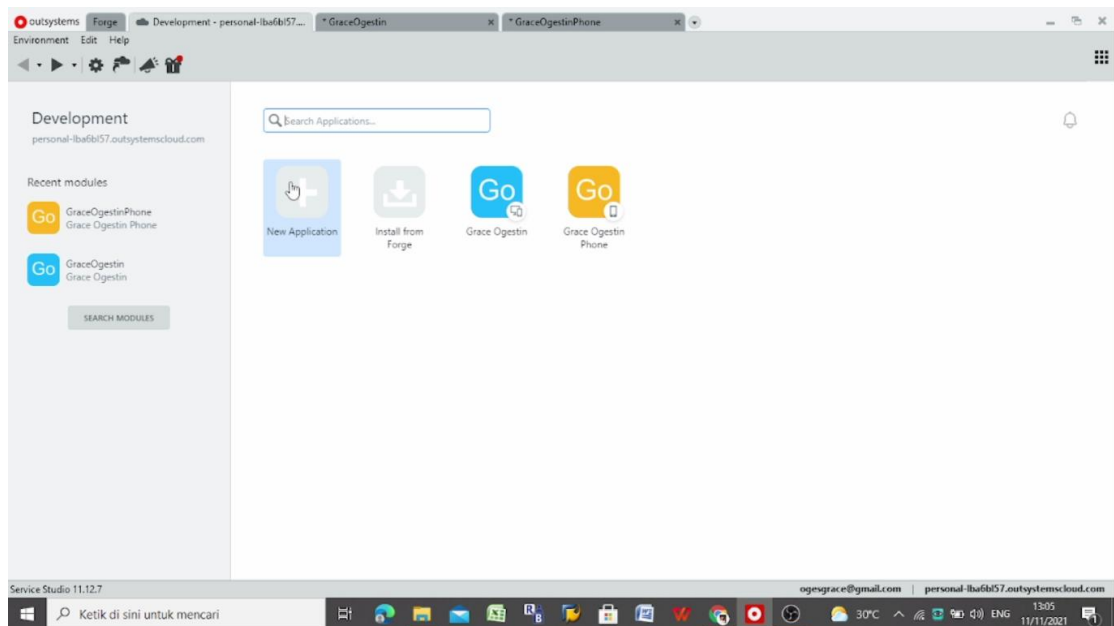 outsystems Forge Development - personal-lba6bl57.... * GraceOgestin * GraceOgestinPhone
Environment Edit Help
Development
personal-lba6bl57.outsystemscloud.com
Recent modules
Go GraceOgestinPhone
Grace Ogestin Phone
Go GraceOgestin
Grace Ogestin
SEARCH MODULES
Search Applications...
Go Go
New Application Install from Grace Ogestin Grace Ogestin
Forge Phone
Service Studio 11.12.7 ogesgrace@gmail.com | personal-lba6bl57.outsystemscloud.com
Ketik di sini untuk mencari 30°C ENG 13:05
11/11/2021